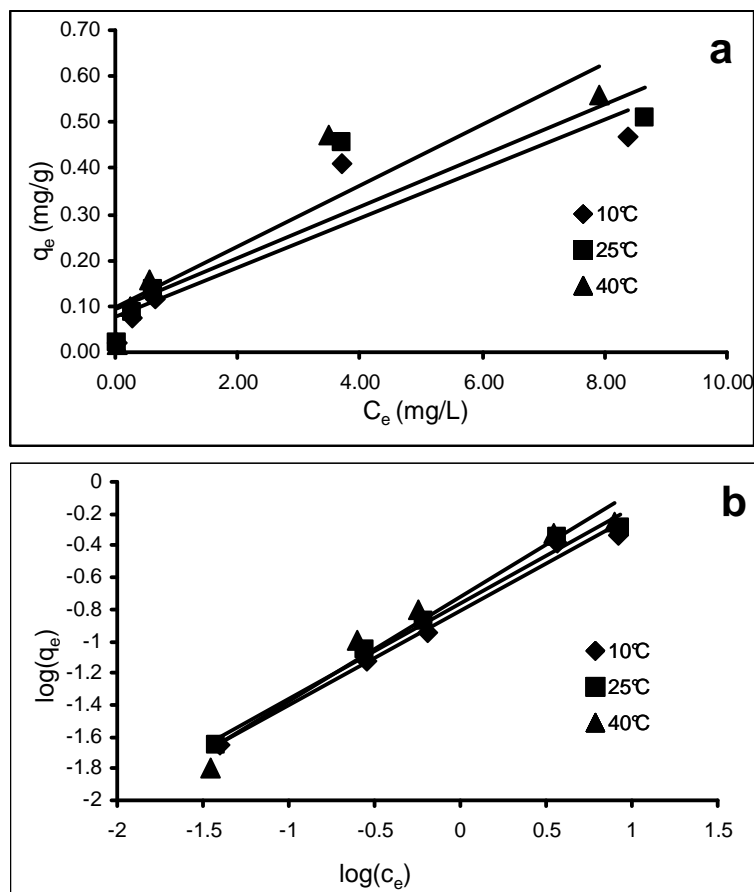 a
0.70
0.60
0.50
0.40
0.30
0.20
0.10
0.00
qe (mg/g)
10°C
25°C
40°C
0.00 2.00 4.00 6.00 8.00 10.00
Ce (mg/L)
b
0
-0.2
-0.4
-0.6
-0.8
-1
-1.2
-1.4
-1.6
-1.8
-2
log(qe)
10°C
25°C
40°C
-2 -1.5 -1 -0.5 0 0.5 1 1.5
log(ce)